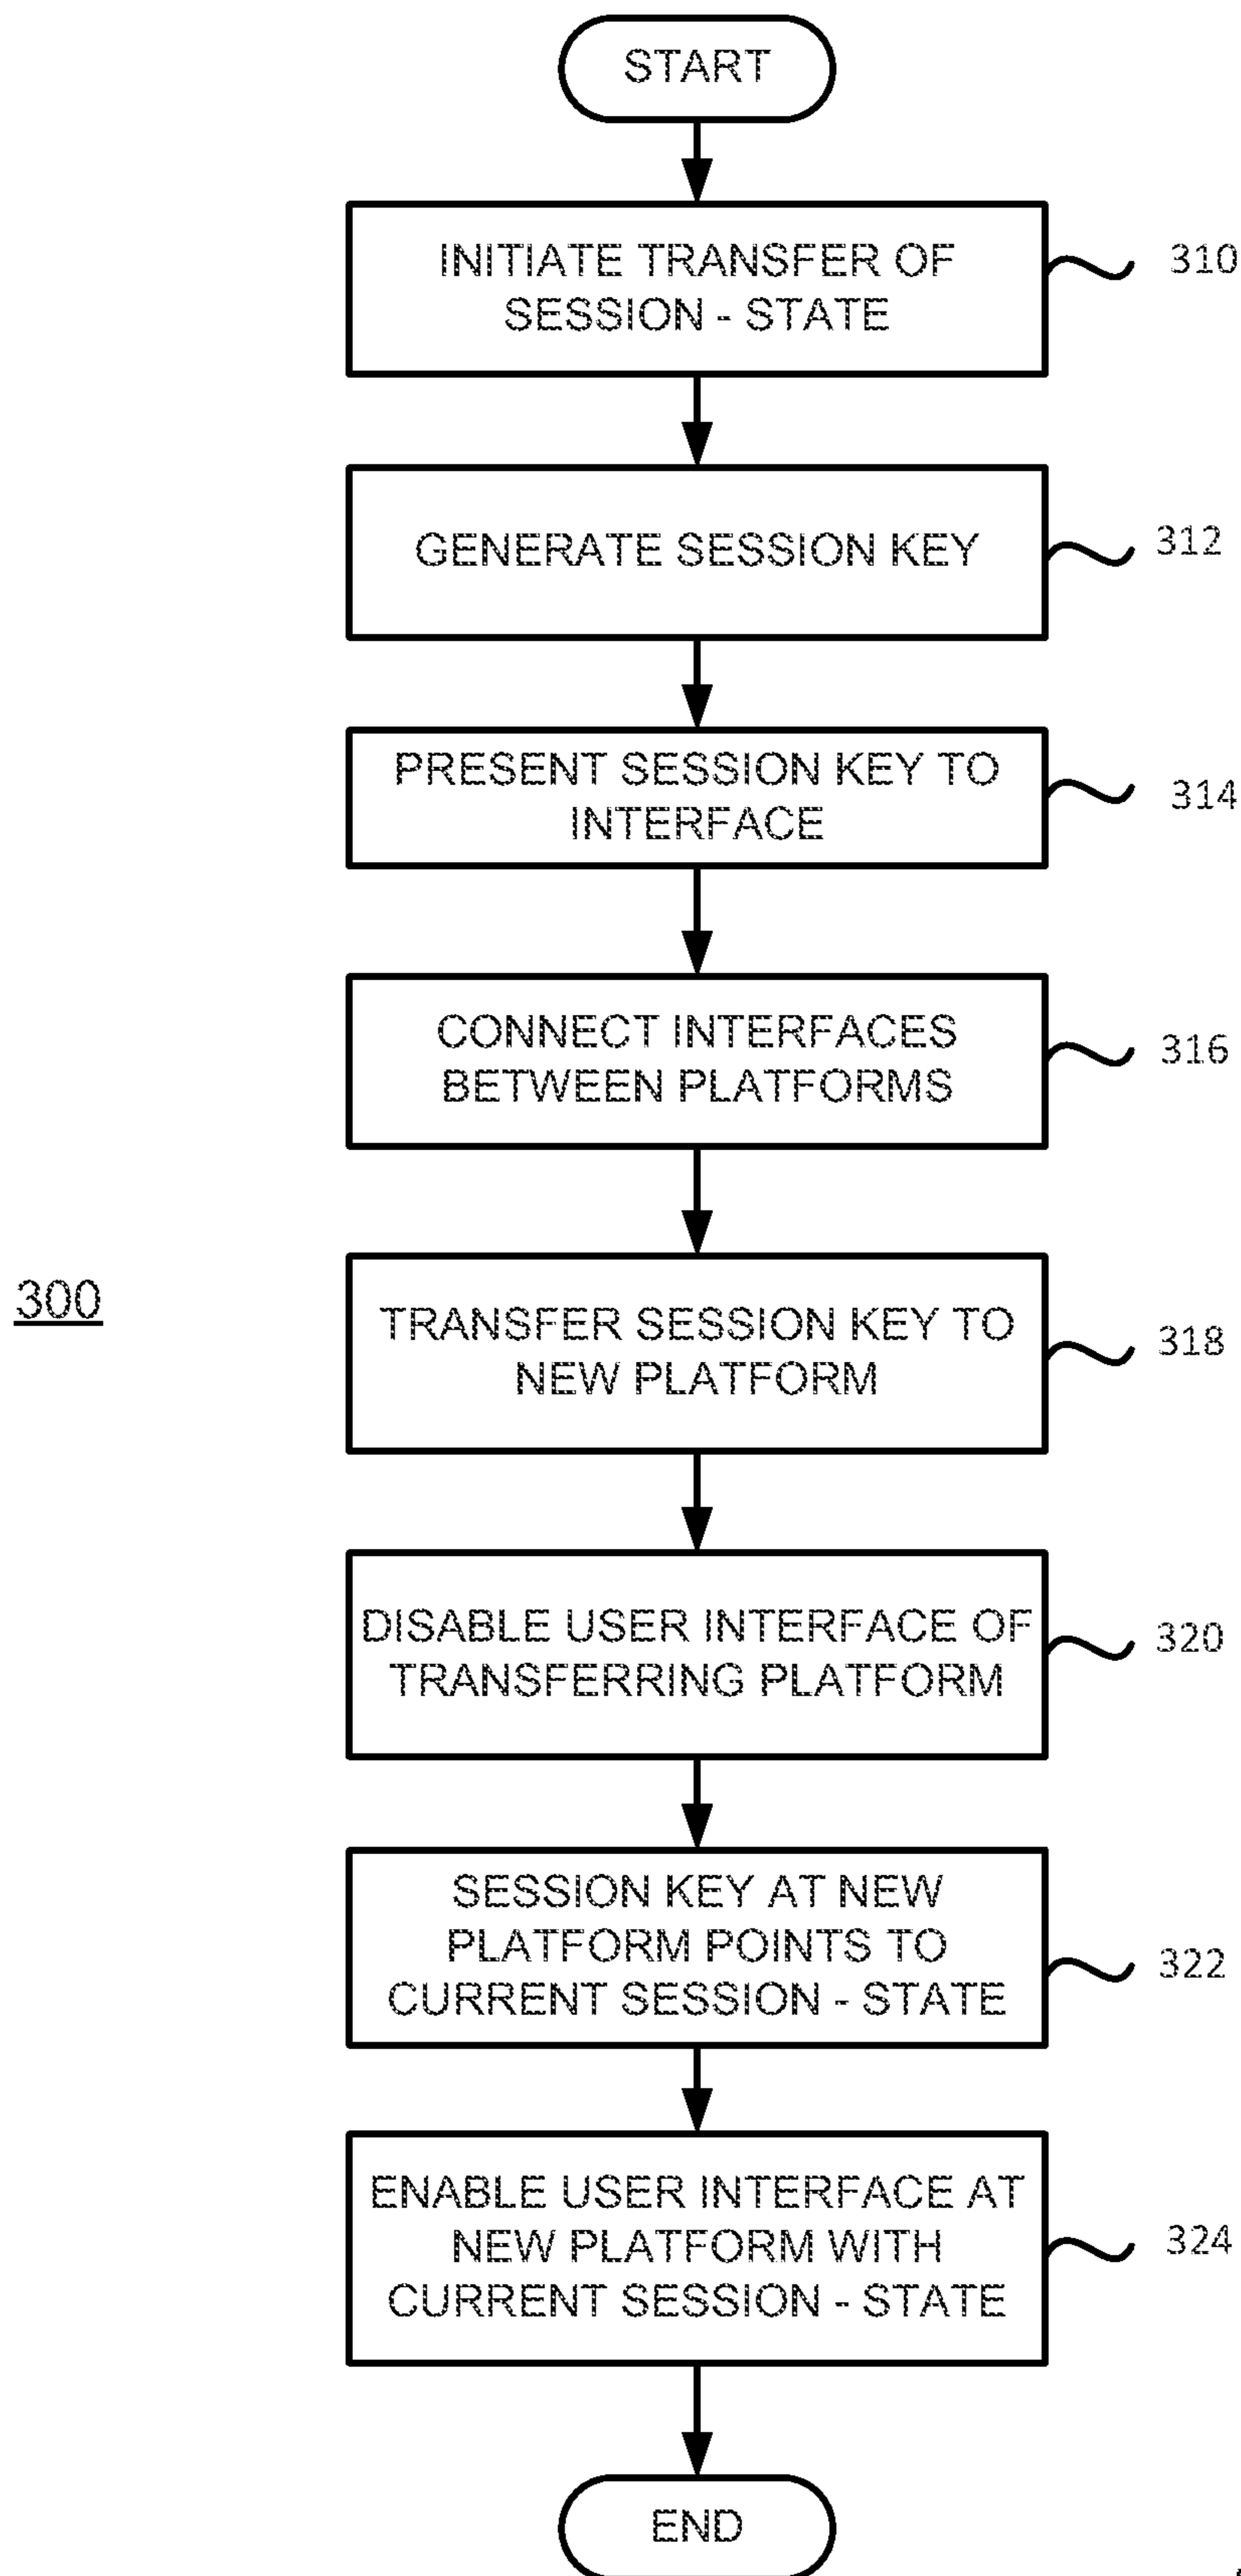 START
INITIATE TRANSFER OF
SESSION - STATE
310
GENERATE SESSION KEY
312
PRESENT SESSION KEY TO
INTERFACE
314
CONNECT INTERFACES
BETWEEN PLATFORMS
316
300
TRANSFER SESSION KEY TO
NEW PLATFORM
318
DISABLE USER INTERFACE OF
TRANSFERRING PLATFORM
320
SESSION KEY AT NEW
PLATFORM POINTS TO
CURRENT SESSION - STATE
322
ENABLE USER INTERFACE AT
NEW PLATFORM WITH
CURRENT SESSION - STATE
324
END